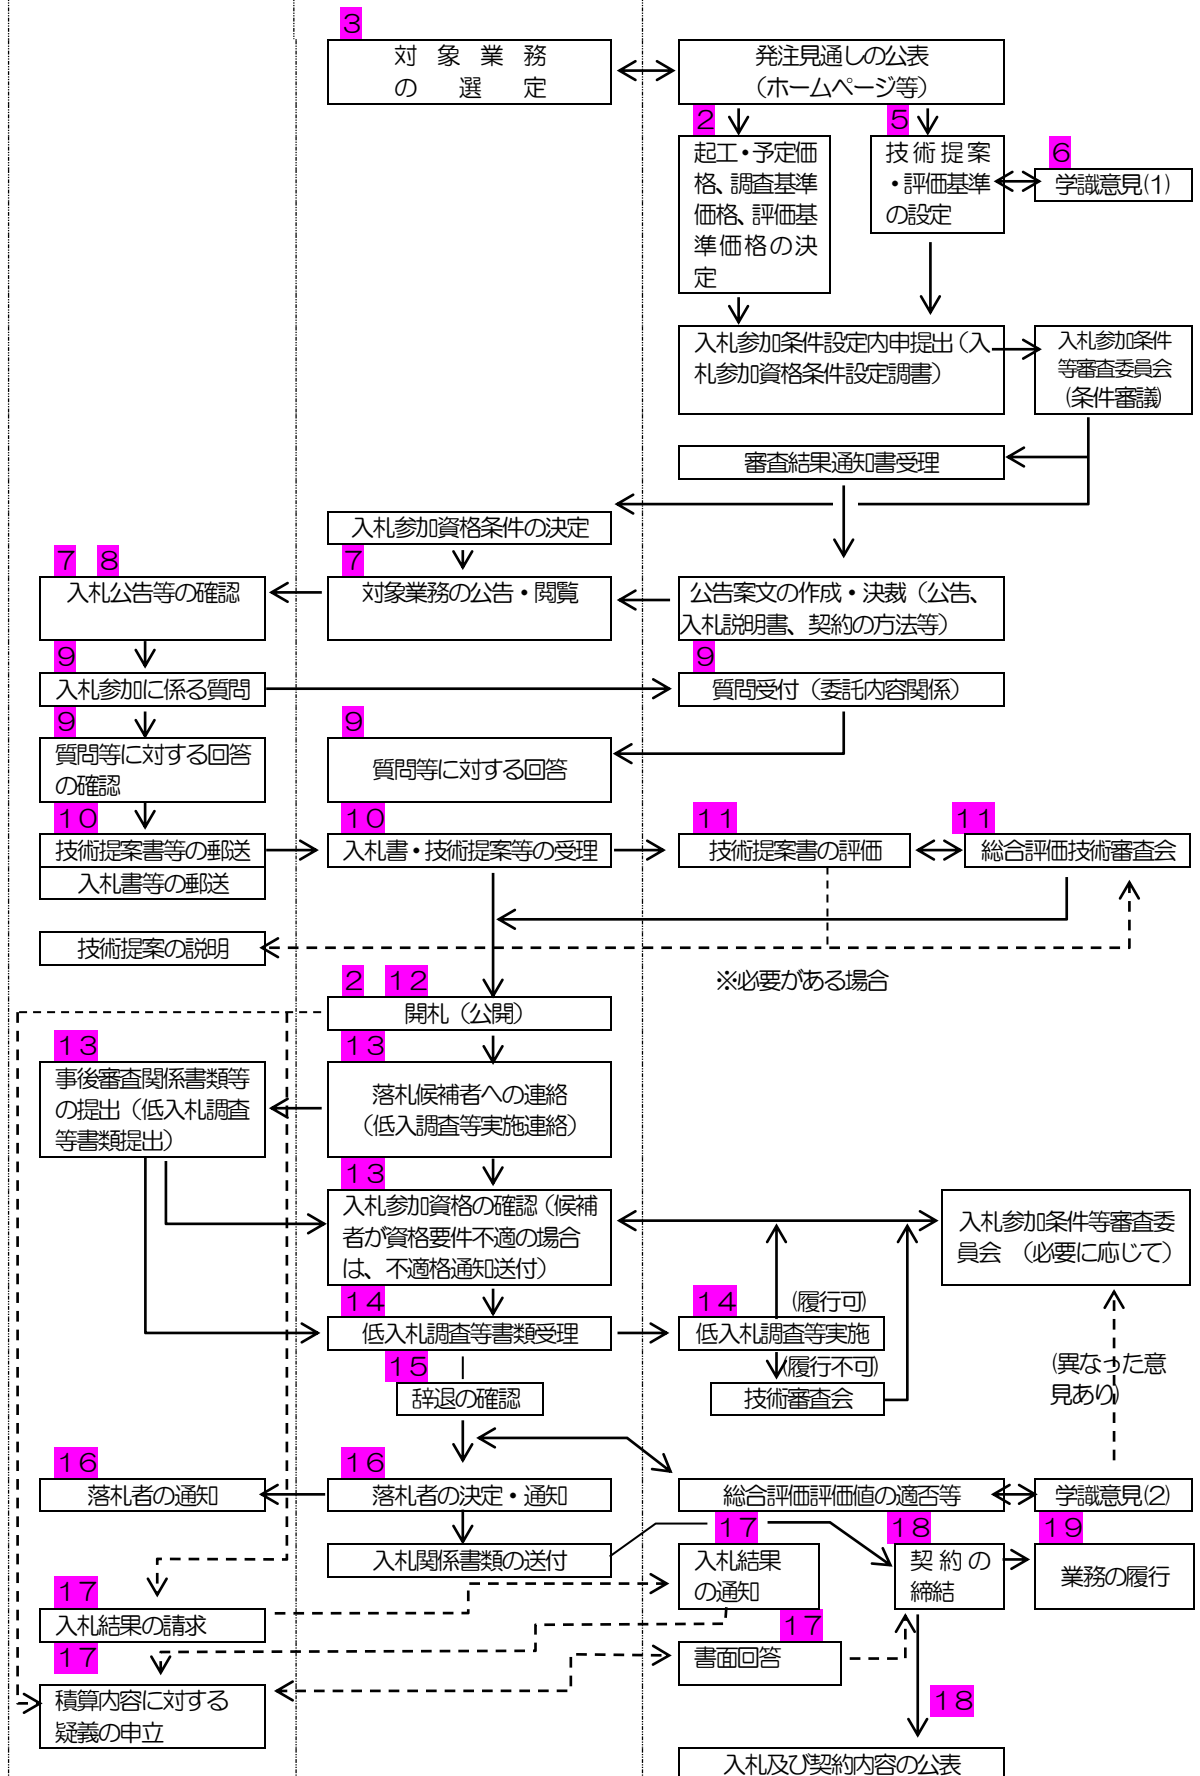 ３
対　象　業　務
の　選　定
発注見通しの公表
（ホームページ等）
２
５
起工・予定価
格、調査基準
価格、評価基
準価格の決
定
技術提案
・評価基準
の設定
６
学識意見(1)
入札参加条件設定内申提出（入
札参加資格条件設定調書）
入札参加条件
等審査委員会
(条件審議)
審査結果通知書受理
入札参加資格条件の決定
７　８
入札公告等の確認
７
対象業務の公告・閲覧
公告案文の作成・決裁（公告、
入札説明書、契約の方法等）
９
入札参加に係る質問
９
質問受付（委託内容関係）
９
質問等に対する回答
の確認
９
質問等に対する回答
１０
技術提案書等の郵送
入札書等の郵送
１０
入札書・技術提案等の受理
１１
技術提案書の評価
１１
総合評価技術審査会
技術提案の説明
※必要がある場合
２　１２
開札（公開）
１３
事後審査関係書類等
の提出（低入札調査
等書類提出）
１３
落札候補者への連絡
（低入調査等実施連絡）
１３
入札参加資格の確認（候補
者が資格要件不適の場合
は、不適格通知送付）
入札参加条件等審査委
員会　（必要に応じて）
１４
低入札調査等書類受理
１４
(履行可)
低入札調査等実施
(履行不可)
技術審査会
(異なった意
見あり)
１５
辞退の確認
１６
落札者の通知
１６
落札者の決定・通知
総合評価評価値の適否等
学識意見(2)
入札関係書類の送付
１７
入札結果
の通知
１８
契約の
締結
１９
業務の履行
１７
入札結果の請求
１７
積算内容に対する
疑義の申立
１７
書面回答
１８
入札及び契約内容の公表